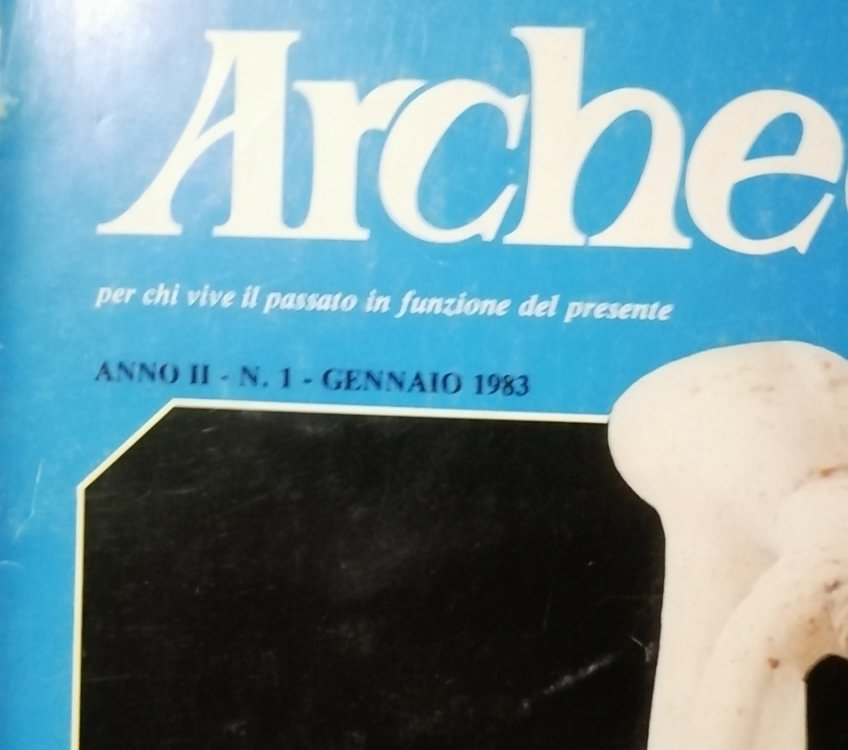 Arche
per chi vive il passato in funzione del presente
ANNO II - N. 1 - GENNAIO 1983